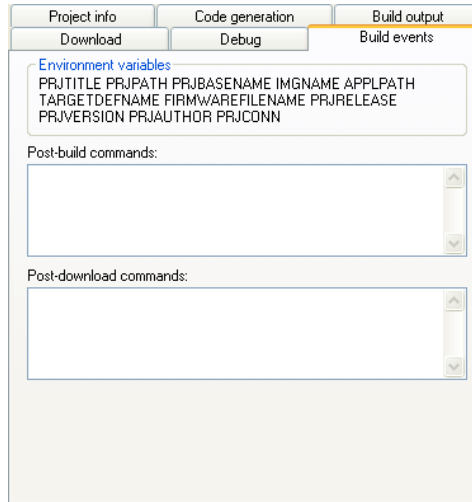 Project info
Code generation
Build output
Download
Debug
Build events
Environment variables
PRJTITLE PRJPATH PRJBASENAME IMGNAME APPLPATH
TARGETDEFNAME FIRMWAREFILENAME PRJRELEASE
PRJVERSION PRJAUTHOR PRJCONN
Post-build commands:
Post-download commands: